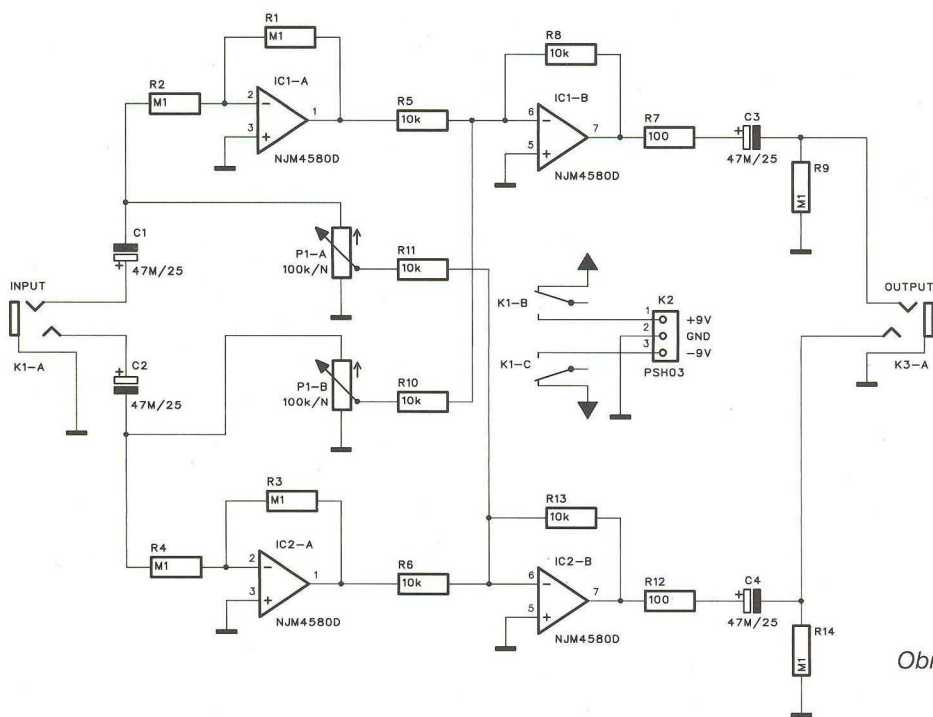 R1
M1
R2
M1
IC1-A
2
3
1
NJM4580D
R5
10k
R8
10k
IC1-B
6
5
7
NJM4580D
R7
100
C3
+
47M/25
R9
M1
C1
+
47M/25
P1-A
100k/N
R11
10k
INPUT
K1-A
C2
+
47M/25
P1-B
100k/N
R10
10k
K1-B
K1-C
K2
1
2
3
+9V
GND
-9V
PSH03
OUTPUT
K3-A
R3
M1
R4
M1
IC2-A
2
3
1
NJM4580D
R6
10k
R13
10k
IC2-B
6
5
7
NJM4580D
R12
100
C4
+
47M/25
R14
M1